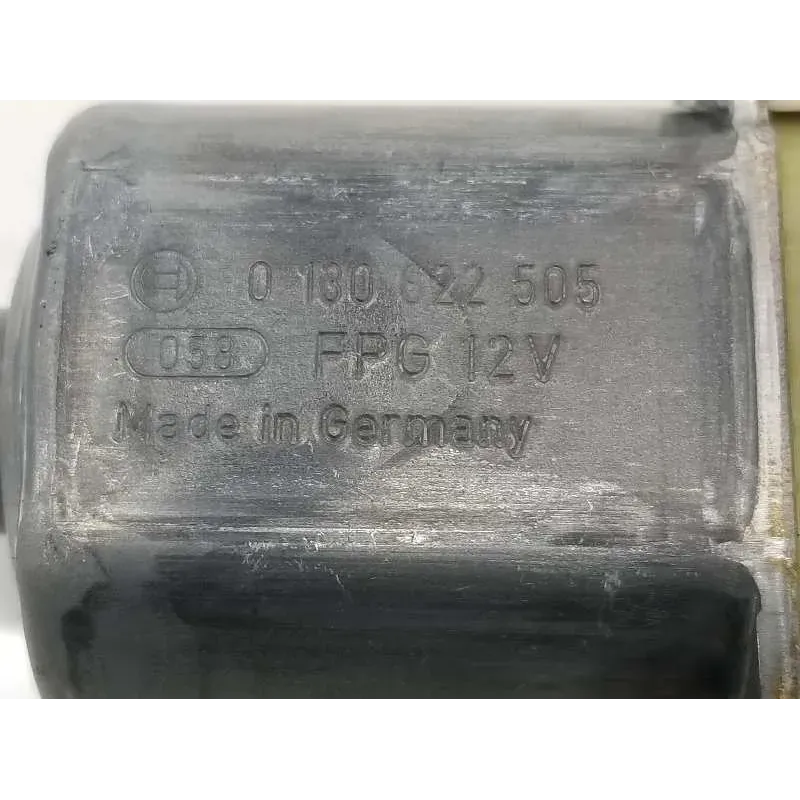 0 130 822 505
058 FPG 12V
Made in Germany